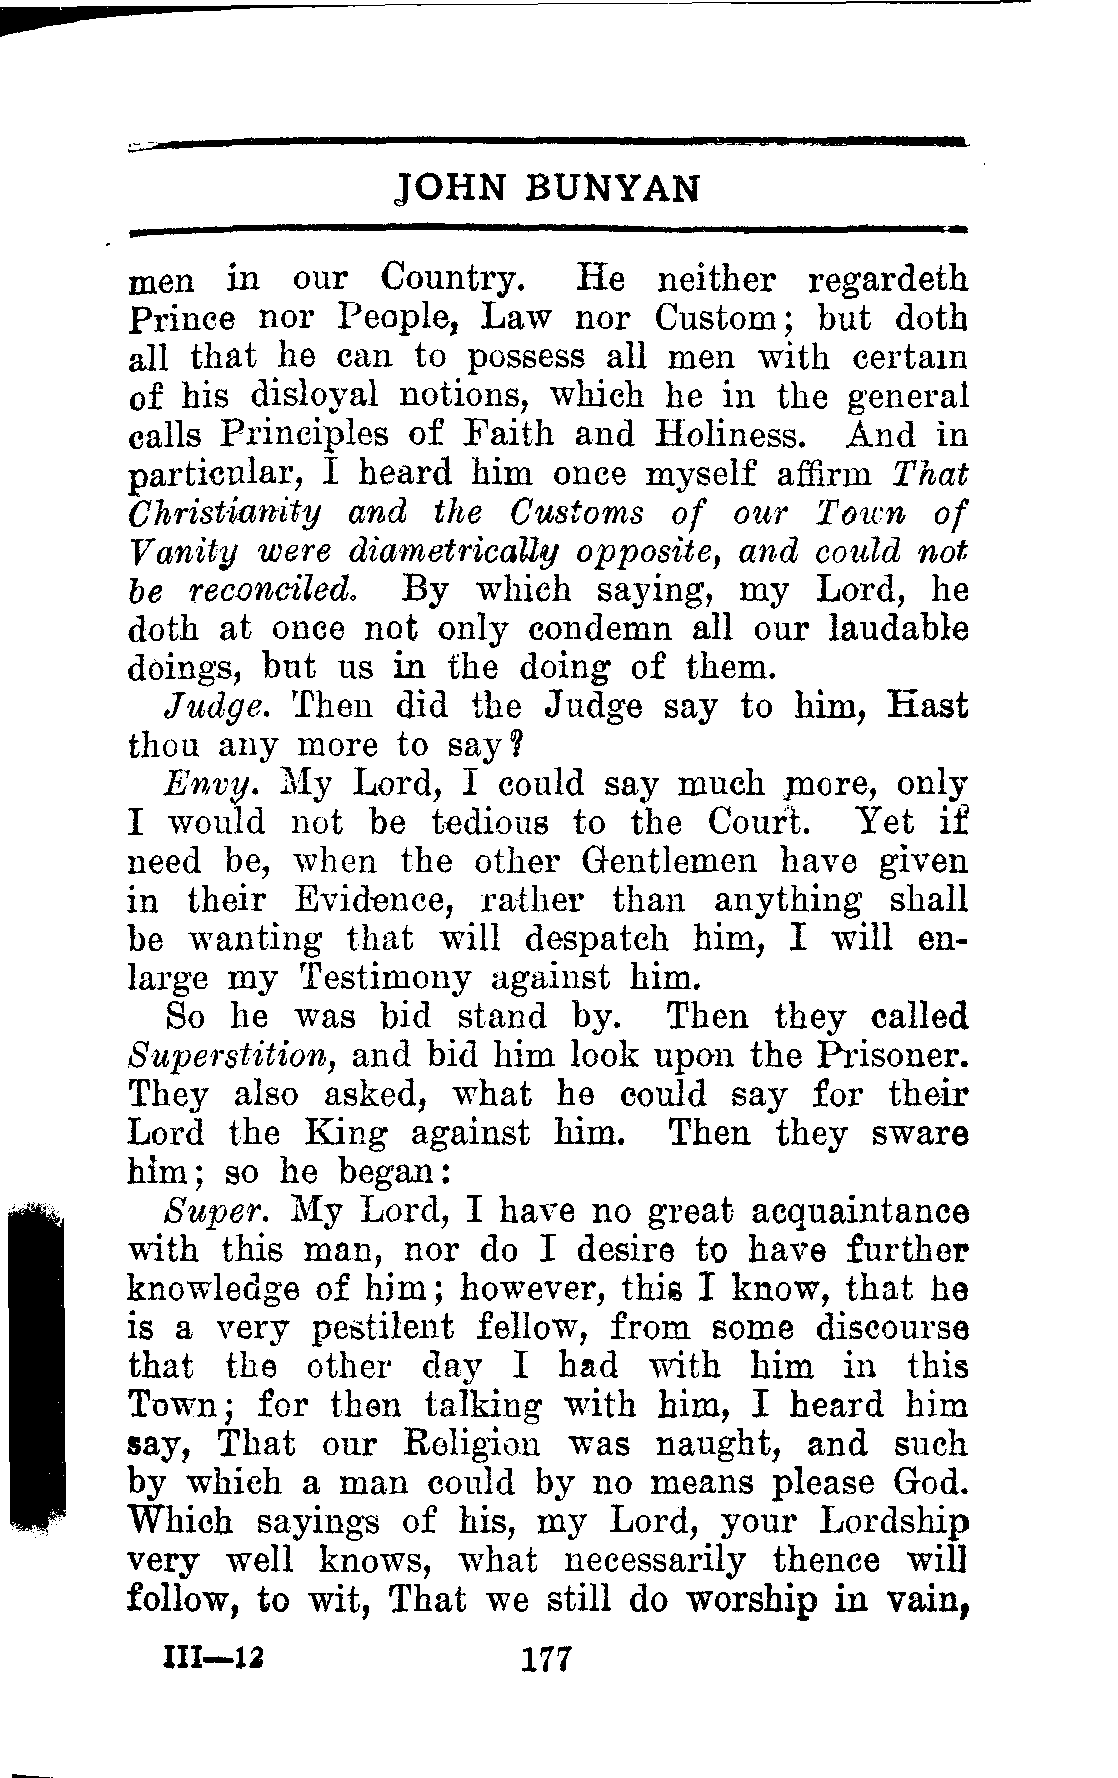 JOHN BUNYAN
men in our Country. He neither regardeth
Prince nor People, Law nor Custom; but doth
all that he can to possess all men with certain
of his disloyal notions, which he in the general
calls Principles of Faith and Holiness. And in
particular, I heard him once myself affirm That
Christianity and the Customs of our Town of
Vanity were diametrically opposite, and could not
be reconciled. By which saying, my Lord, he
doth at once not only condemn all our laudable
doings, but us in the doing of them.
Judge. Then did the Judge say to him, Hast
thou any more to say?
Envy. My Lord, I could say much more, only
I would not be tedious to the Court. Yet if
need be, when the other Gentlemen have given
in their Evidence, rather than anything shall
be wanting that will despatch him, I will en-
large my Testimony against him.
So he was bid stand by. Then they called
Superstition, and bid him look upon the Prisoner.
They also asked, what he could say for their
Lord the King against him. Then they sware
him; so he began:
Super. My Lord, I have no great acquaintance
with this man, nor do I desire to have further
knowledge of him; however, this I know, that he
is a very pestilent fellow, from some discourse
that the other day I had with him in this
Town; for then talking with him, I heard him
say, That our Religion was naught, and such
by which a man could by no means please God.
Which sayings of his, my Lord, your Lordship
very well knows, what necessarily thence will
follow, to wit, That we still do worship in vain,
III—12 177